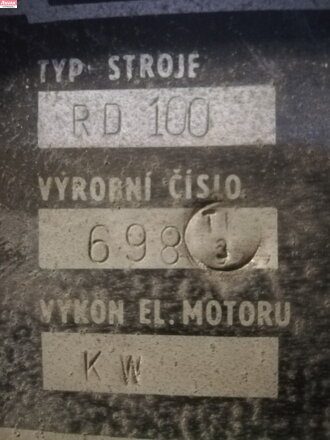 TYP STROJE
RD 100
VÝROBNÍ ČÍSLO
698
VÝKON EL. MOTORU
KW